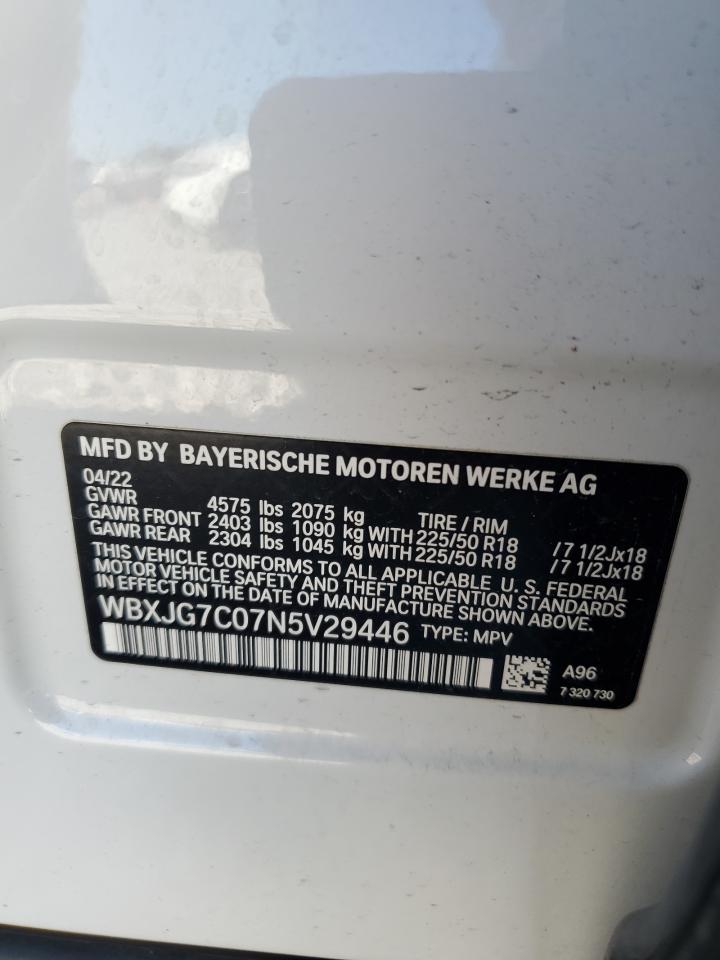 MFD BY BAYERISCHE MOTOREN WERKE AG
04/22
GVWR 4575 lbs 2075 kg TIRE / RIM
GAWR FRONT 2403 lbs 1090 kg WITH 225/50 R18 /7 1/2Jx18
GAWR REAR 2304 lbs 1045 kg WITH 225/50 R18 /7 1/2Jx18
THIS VEHICLE CONFORMS TO ALL APPLICABLE U. S. FEDERAL
MOTOR VEHICLE SAFETY AND THEFT PREVENTION STANDARDS
IN EFFECT ON THE DATE OF MANUFACTURE SHOWN ABOVE.
WBXJG7C07N5V29446 TYPE: MPV
A96
7 320 730